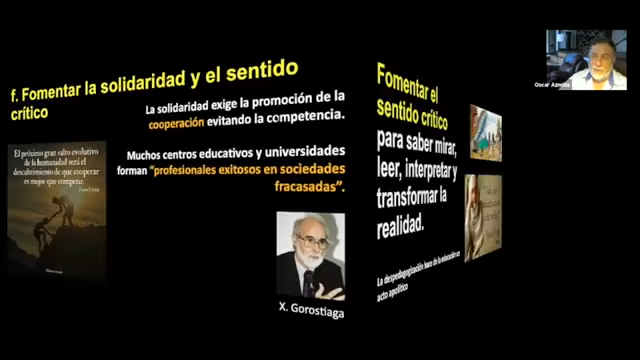 f. Fomentar la solidaridad y el sentido
crítico
La solidaridad exige la promoción de la
cooperación evitando la competencia.
Muchos centros educativos y universidades
forman “profesionales exitosos en sociedades
fracasadas”.
El próximo gran salto evolutivo
de la humanidad será el
descubrimiento de que cooperar
es mejor que competir.
X. Gorostiaga
Fomentar el
sentido crítico
para saber mirar,
leer, interpretar y
transformar la
realidad.
La despedagogización hace de la educación un
acto apolítico
Oscar